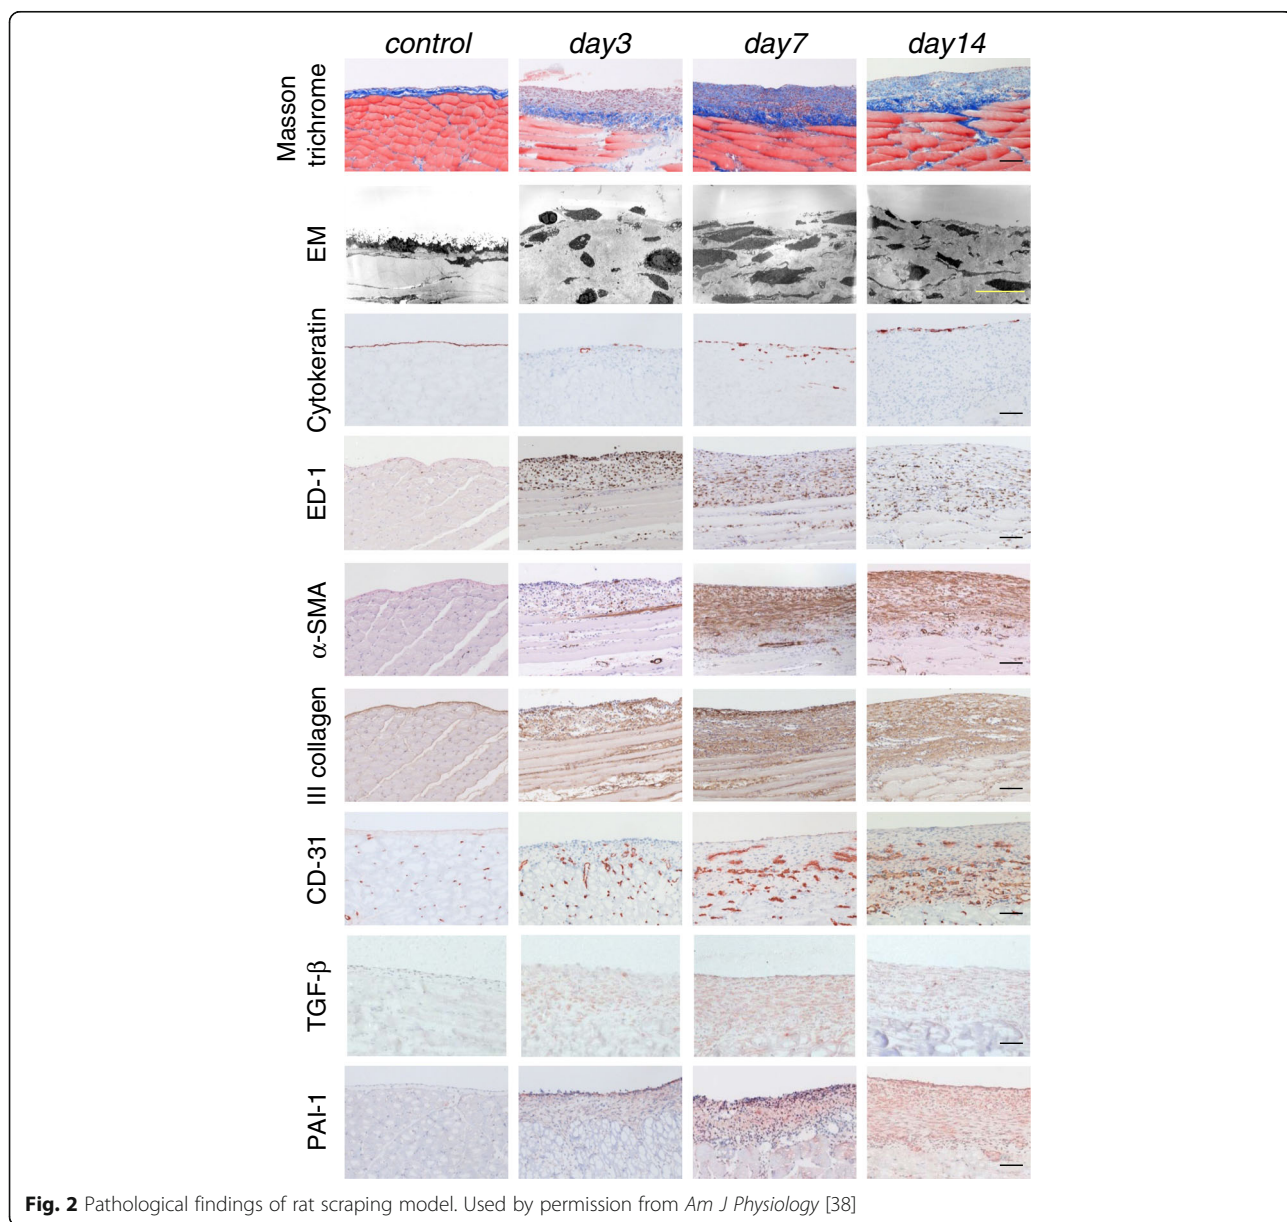 control day3 day7 day14
Masson
trichrome
EM
Cytokeratin
ED-1
α-SMA
III collagen
CD-31
TGF-β
PAI-1
Fig. 2 Pathological findings of rat scraping model. Used by permission from Am J Physiology [38]